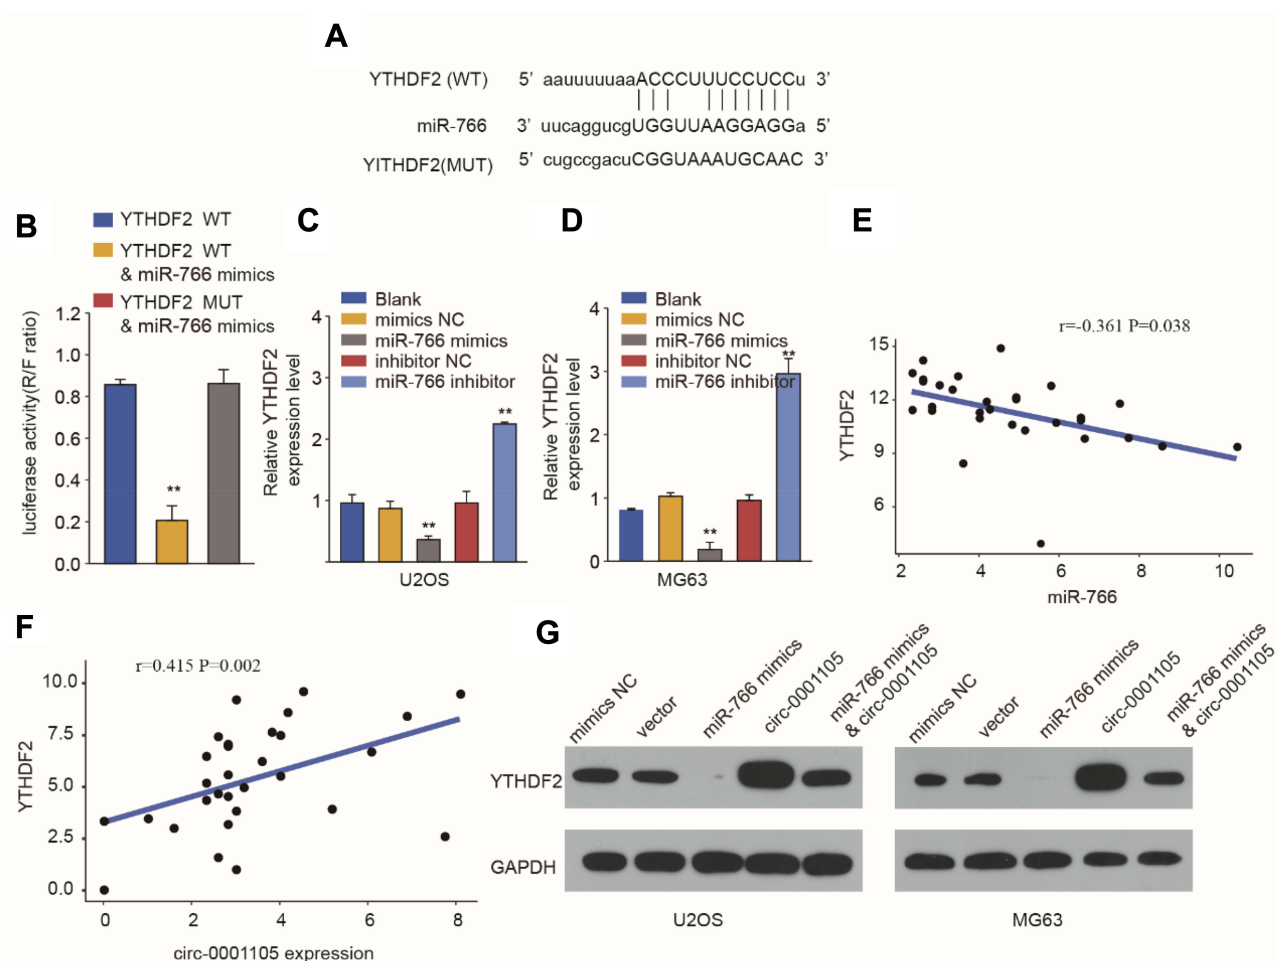 A
YTHDF2 (WT) 5’ aauuuuuaaACCCUUUCCUCCu 3’
miR-766 3’ uucaggucgUGGUUAAGGAGGa 5’
YITHDF2(MUT) 5’ cugccgacuCGGUAAAUGCAAC 3’
B
YTHDF2 WT
YTHDF2 WT
& miR-766 mimics
YTHDF2 MUT
& miR-766 mimics
luciferase activity(R/F ratio)
1.2
1.0
0.8
0.6
0.4
0.2
0.0
**
C
Blank
mimics NC
miR-766 mimics
inhibitor NC
miR-766 inhibitor
Relative YTHDF2
expression level
4
3
2
1
**
**
U2OS
D
Blank
mimics NC
miR-766 mimics
inhibitor NC
miR-766 inhibitor
Relative YTHDF2
expression level
4
3
2
1
0
**
**
MG63
E
r=-0.361 P=0.038
YTHDF2
15
12
9
6
2 4 6 8 10
miR-766
F
r=0.415 P=0.002
YTHDF2
10.0
7.5
5.0
2.5
0.0
0 2 4 6 8
circ-0001105 expression
G
mimics NC
vector
miR-766 mimics
circ-0001105
miR-766 mimics
& circ-0001105
mimics NC
vector
miR-766 mimics
circ-0001105
miR-766 mimics
& circ-0001105
YTHDF2
GAPDH
U2OS MG63